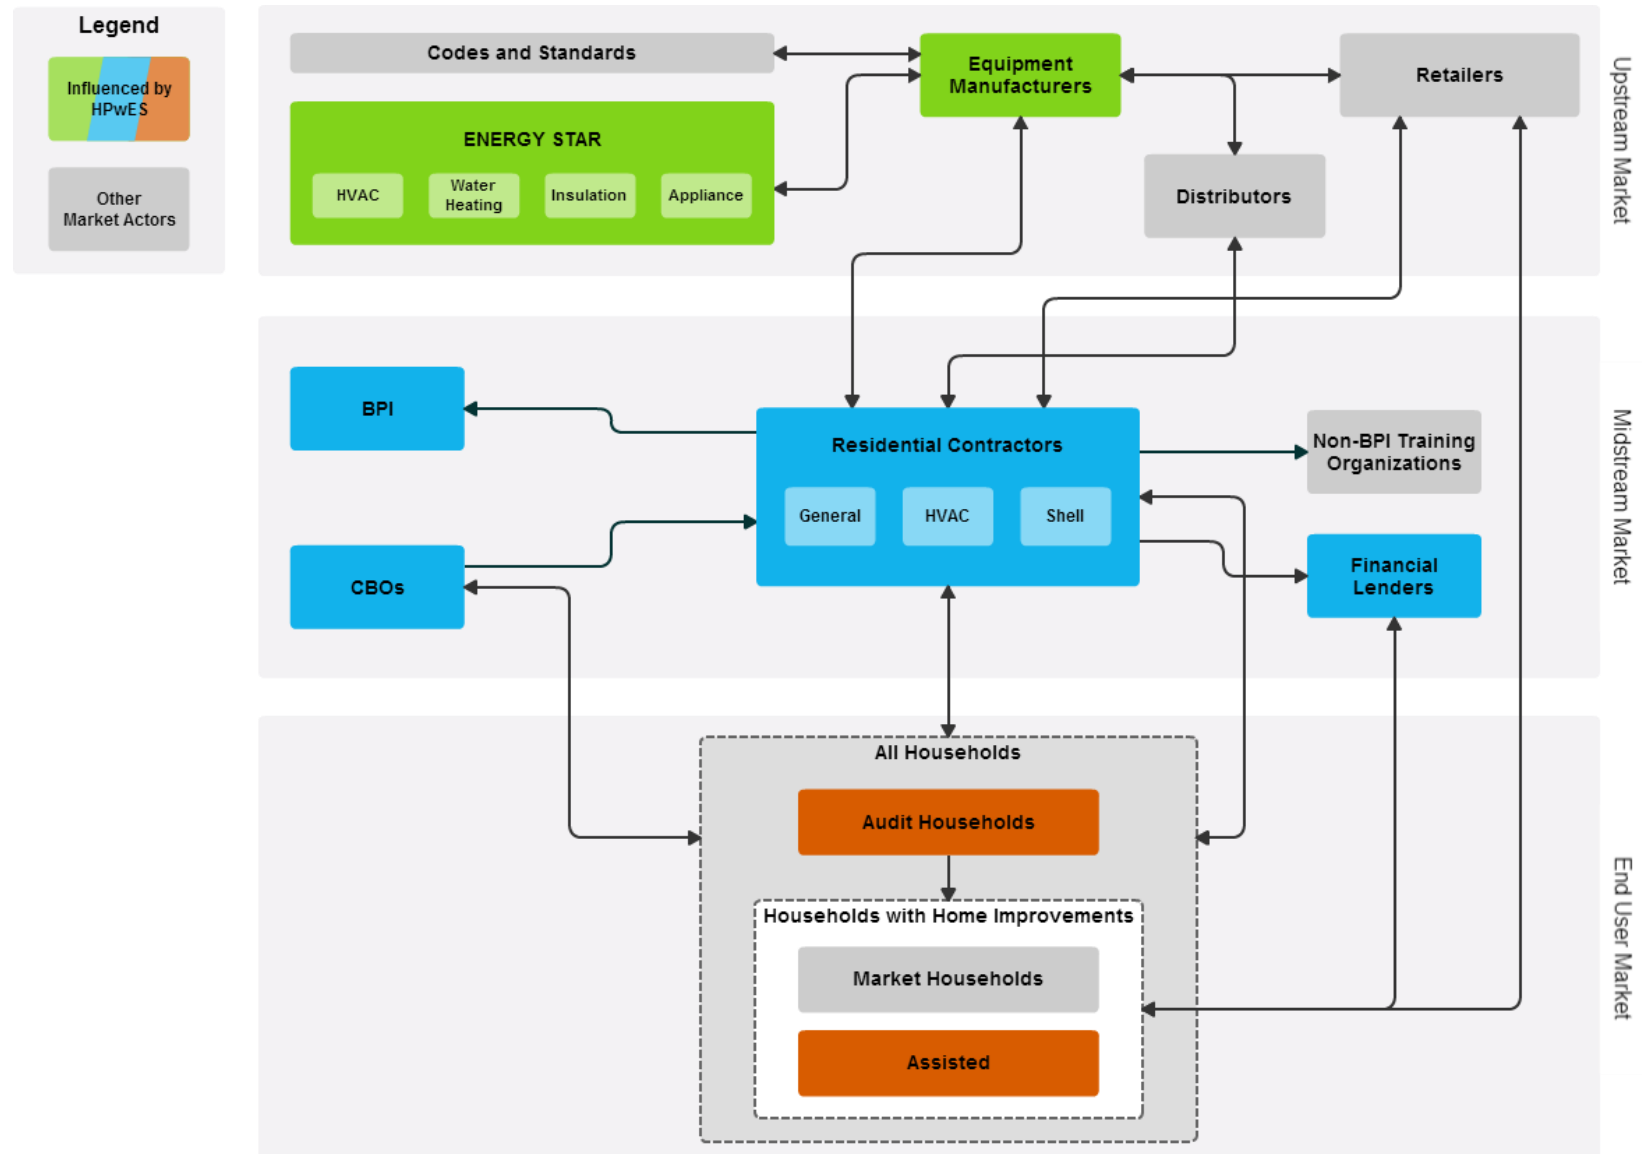 Legend
Influenced by
HPwES
Other
Market Actors
Codes and Standards
ENERGY STAR
HVAC
Water
Heating
Insulation
Appliance
Equipment
Manufacturers
Retailers
Distributors
Upstream Market
BPI
CBOs
Residential Contractors
General
HVAC
Shell
Non-BPI Training
Organizations
Financial
Lenders
Midstream Market
All Households
Audit Households
Households with Home Improvements
Market Households
Assisted
End User Market